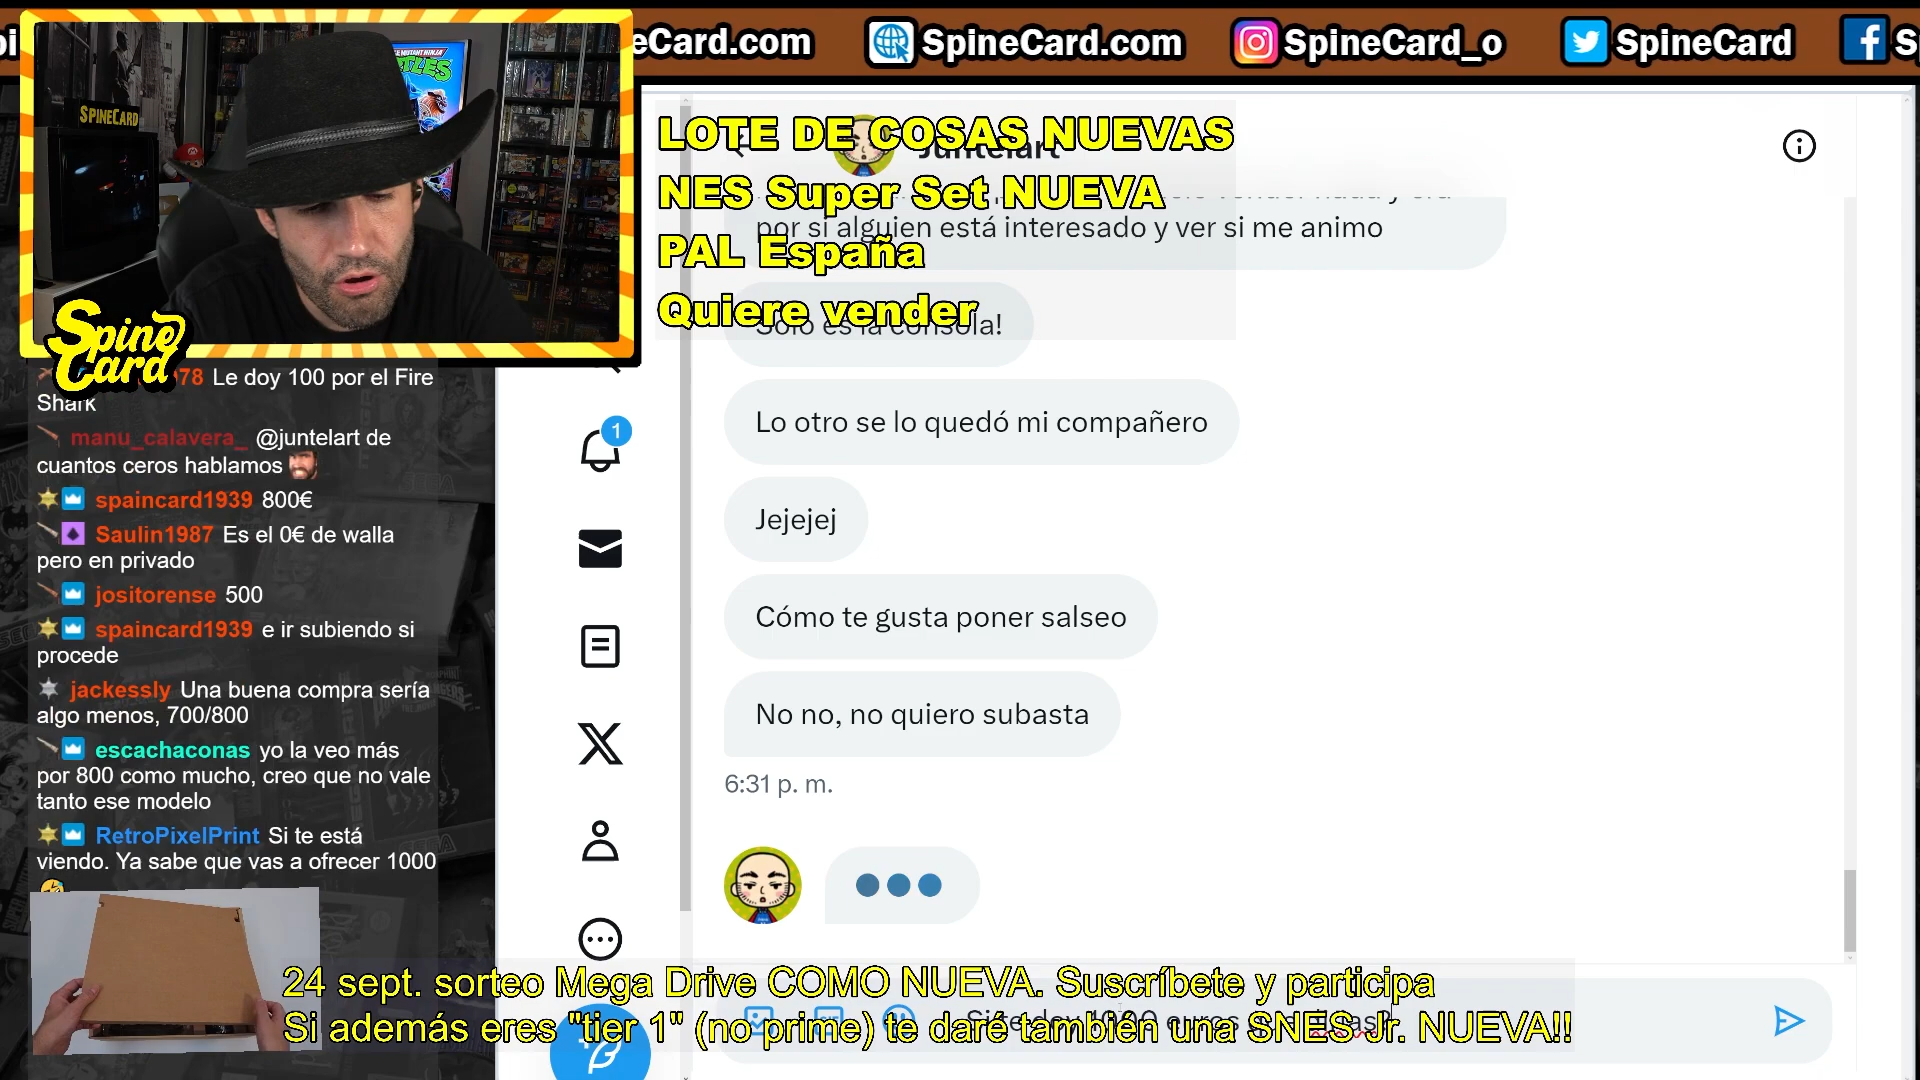 eCard.com
SpineCard.com
SpineCard_o
SpineCard
SPINECARD
TURTLES
Spine
Card
LOTE DE COSAS NUEVAS
NES Super Set NUEVA
PAL España
Quiere vender
Juntelart
por si alguien está interesado y ver si me animo
Solo es la consola!
Lo otro se lo quedó mi compañero
Jejejej
Cómo te gusta poner salseo
No no, no quiero subasta
6:31 p. m.
1
78 Le doy 100 por el Fire
Shark
manu_calavera_ @juntelart de
cuantos ceros hablamos
spaincard1939 800€
Saulin1987 Es el 0€ de walla
pero en privado
jositorense 500
spaincard1939 e ir subiendo si
procede
jackessly Una buena compra sería
algo menos, 700/800
escachaconas yo la veo más
por 800 como mucho, creo que no vale
tanto ese modelo
RetroPixelPrint Si te está
viendo. Ya sabe que vas a ofrecer 1000
24 sept. sorteo Mega Drive COMO NUEVA. Suscríbete y participa
Si además eres "tier 1" (no prime) te daré también una SNES Jr. NUEVA!!